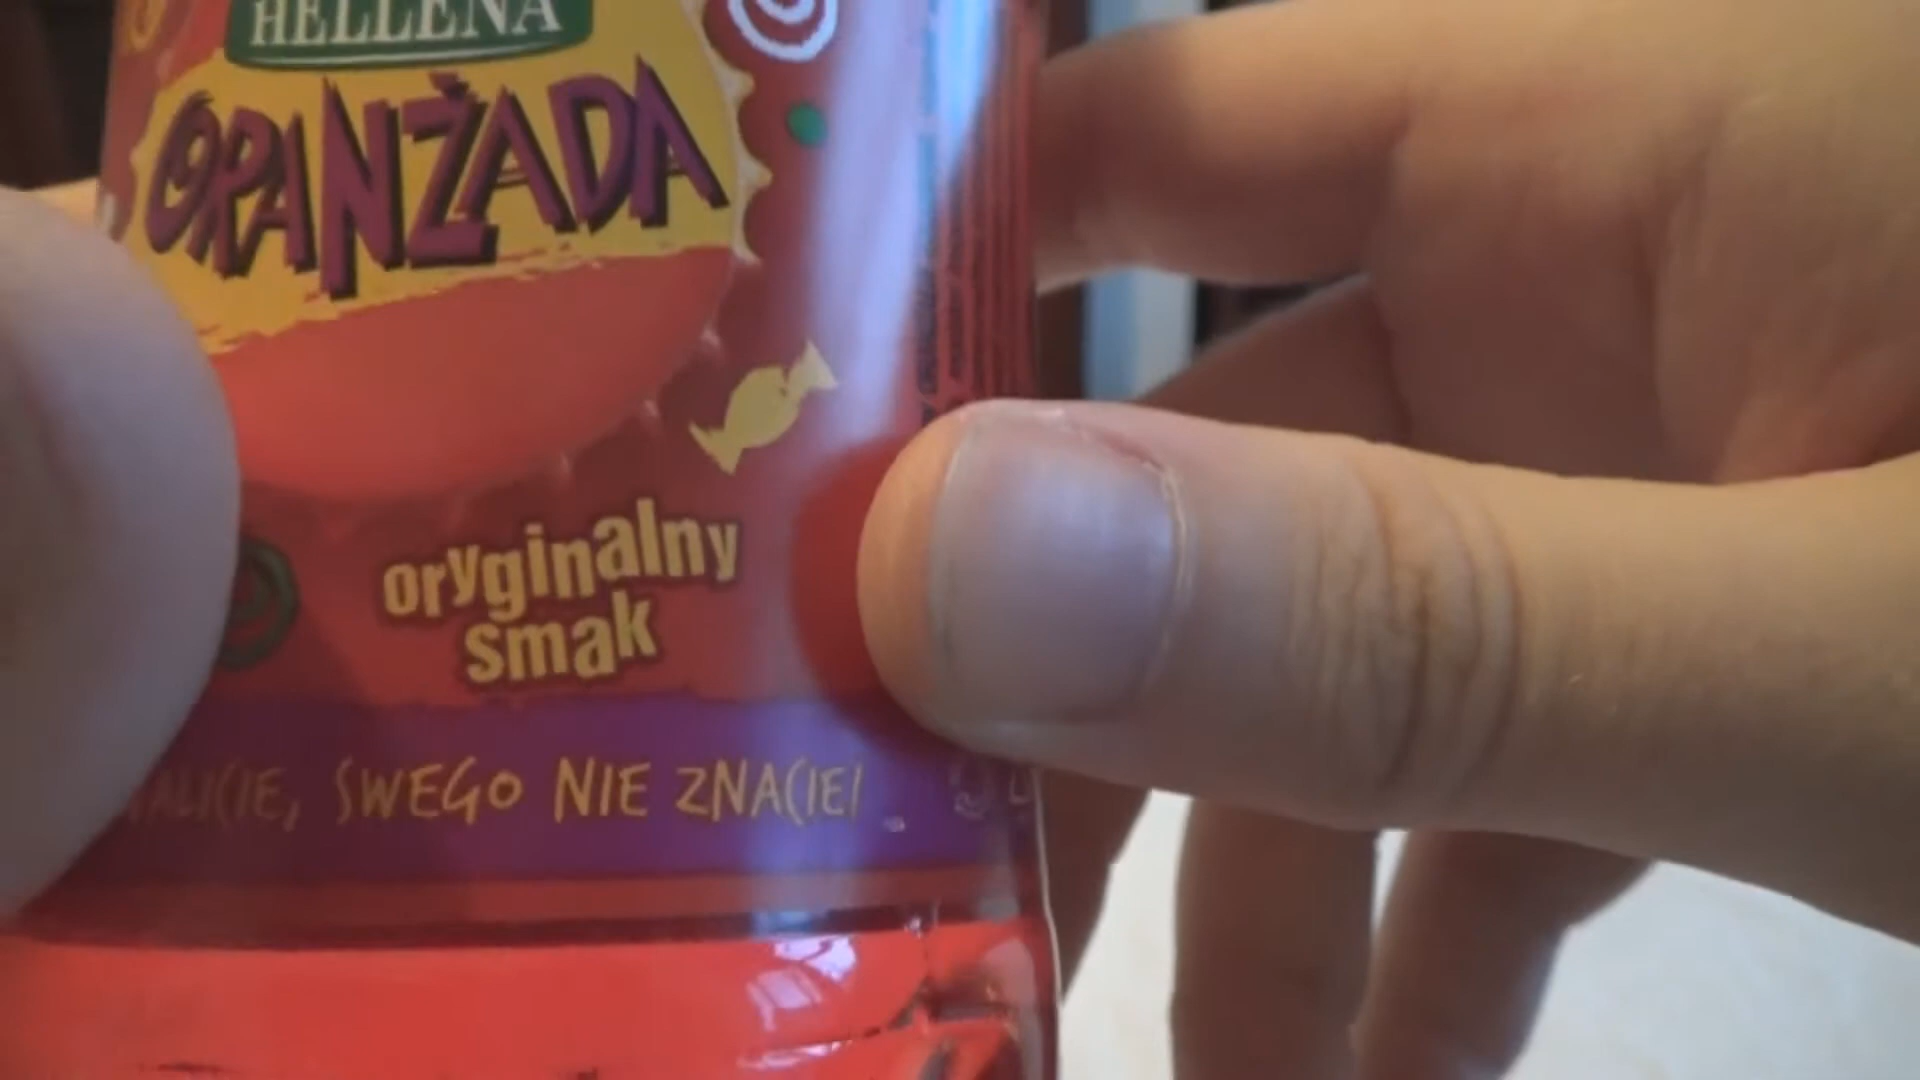 HELLENA
ORANŻADA
oryginalny
smak
SWEGO NIE ZNACIE!